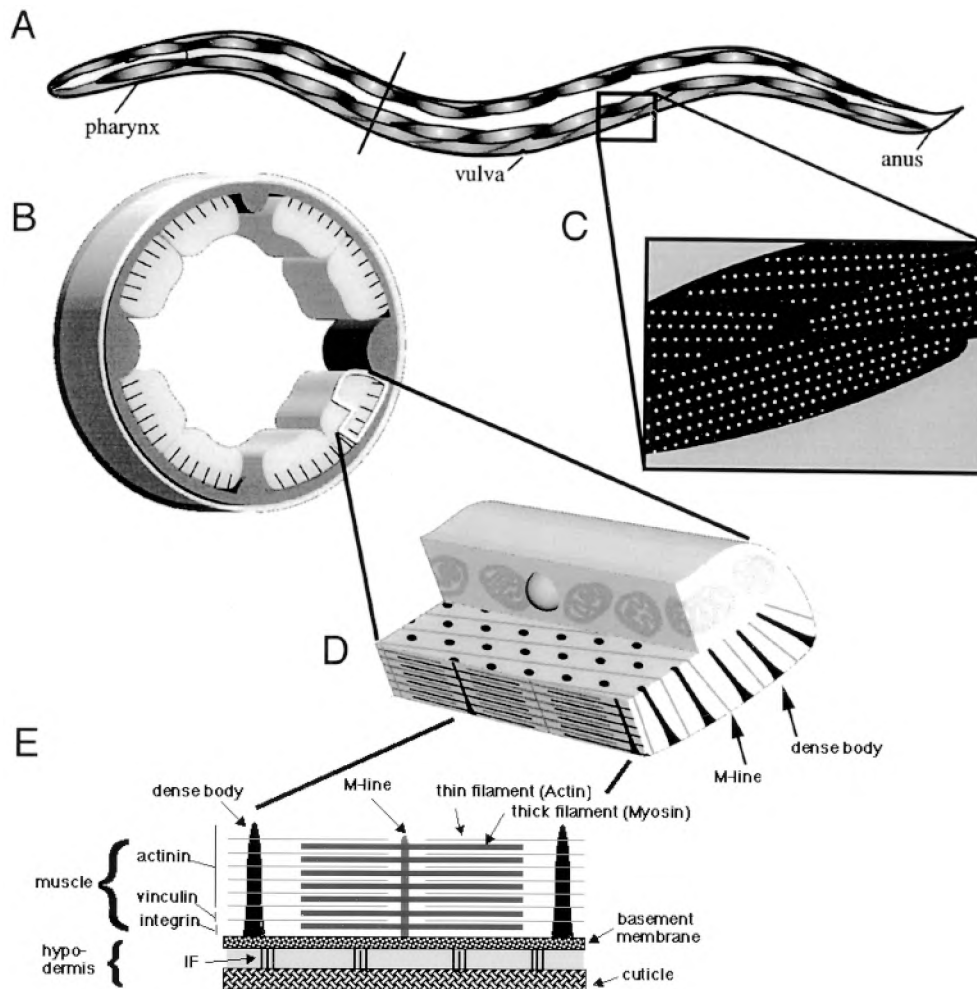 A
pharynx
vulva
anus
B
C
D
dense body
M-line
E
dense body
M-line
thin filament (Actin)
thick filament (Myosin)
muscle
actinin
vinculin
integrin
basement
membrane
hypo-
dermis
IF
cuticle